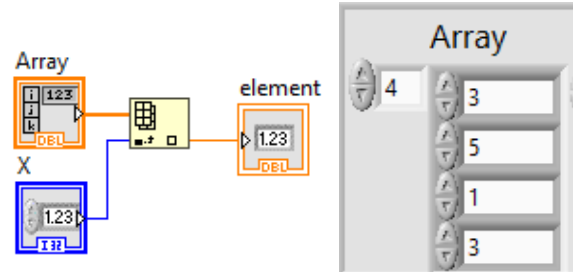 Array
i 123
j
k
DBL
X
1.23
I32
element
1.23
DBL
Array
4
3
5
1
3